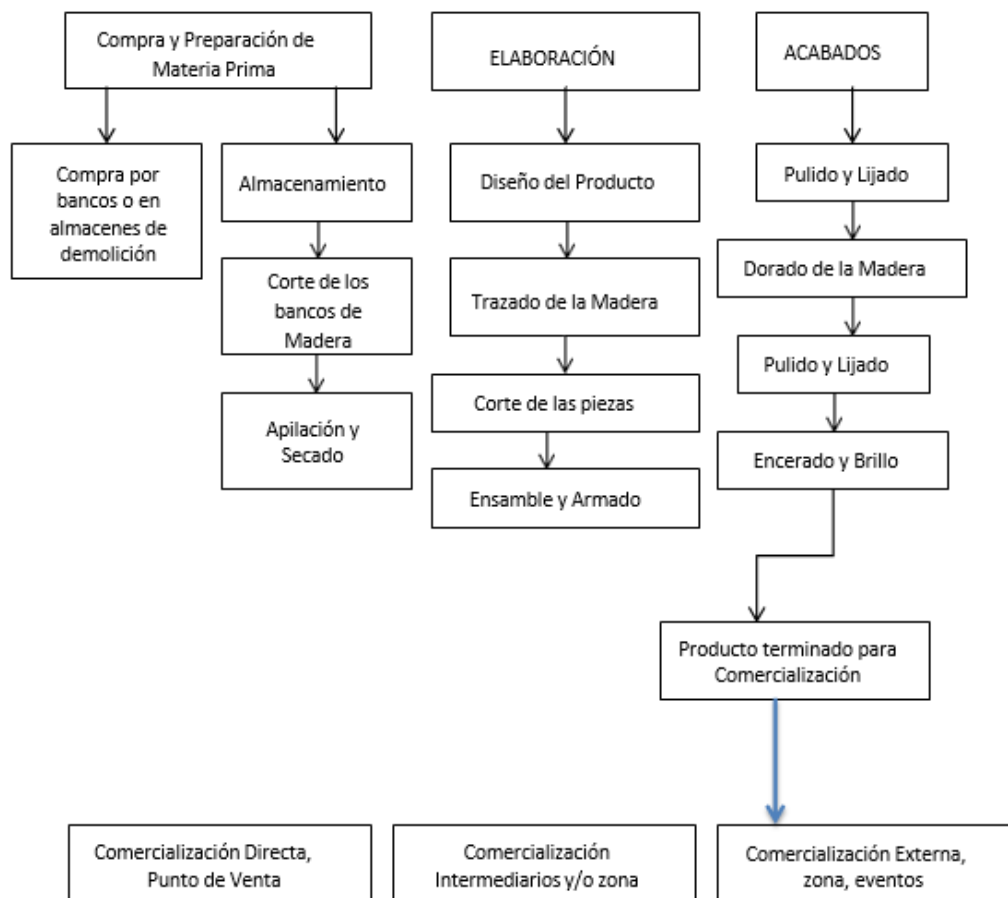 Compra y Preparación de
Materia Prima
ELABORACIÓN
ACABADOS
Compra por
bancos o en
almacenes de
demolición
Almacenamiento
Diseño del Producto
Pulido y Lijado
Corte de los
bancos de
Madera
Trazado de la Madera
Dorado de la Madera
Apilación y
Secado
Corte de las piezas
Pulido y Lijado
Ensamble y Armado
Encerado y Brillo
Producto terminado para
Comercialización
Comercialización Directa,
Punto de Venta
Comercialización
Intermediarios y/o zona
Comercialización Externa,
zona, eventos